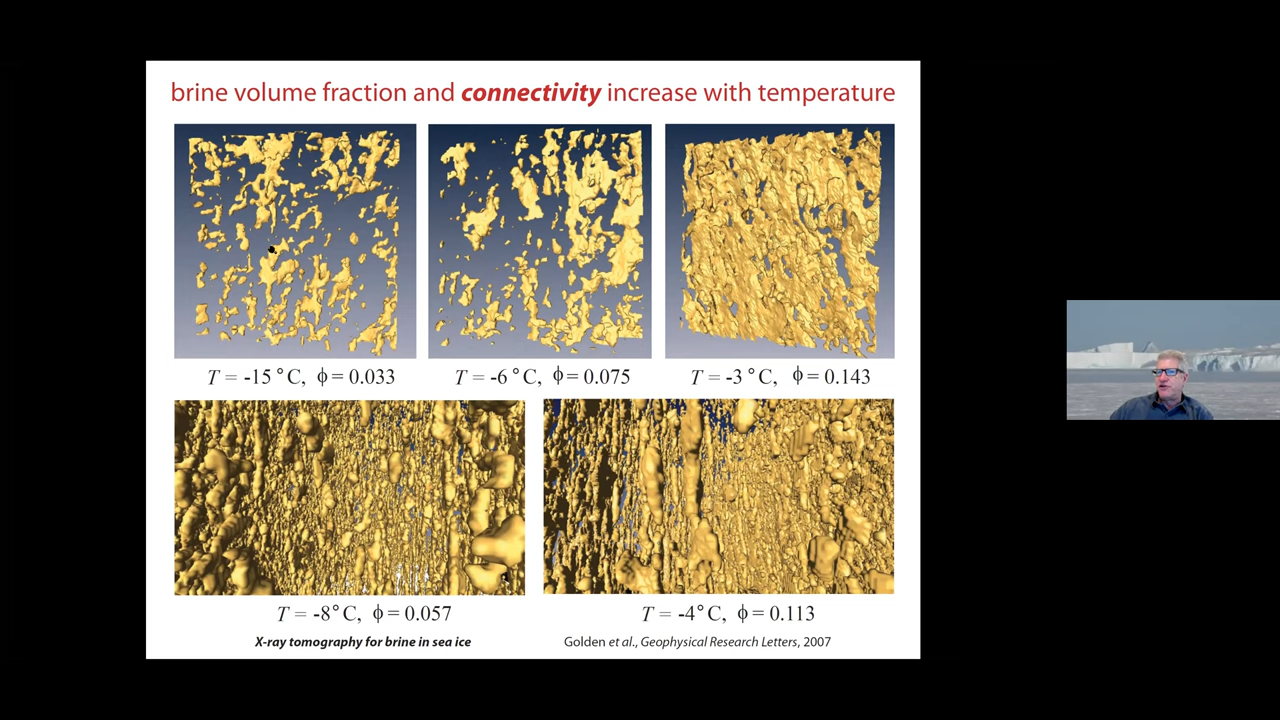 brine volume fraction and connectivity increase with temperature
T = -15°C, ϕ = 0.033
T = -6°C, ϕ = 0.075
T = -3°C, ϕ = 0.143
T = -8°C, ϕ = 0.057
T = -4°C, ϕ = 0.113
X-ray tomography for brine in sea ice
Golden et al., Geophysical Research Letters, 2007